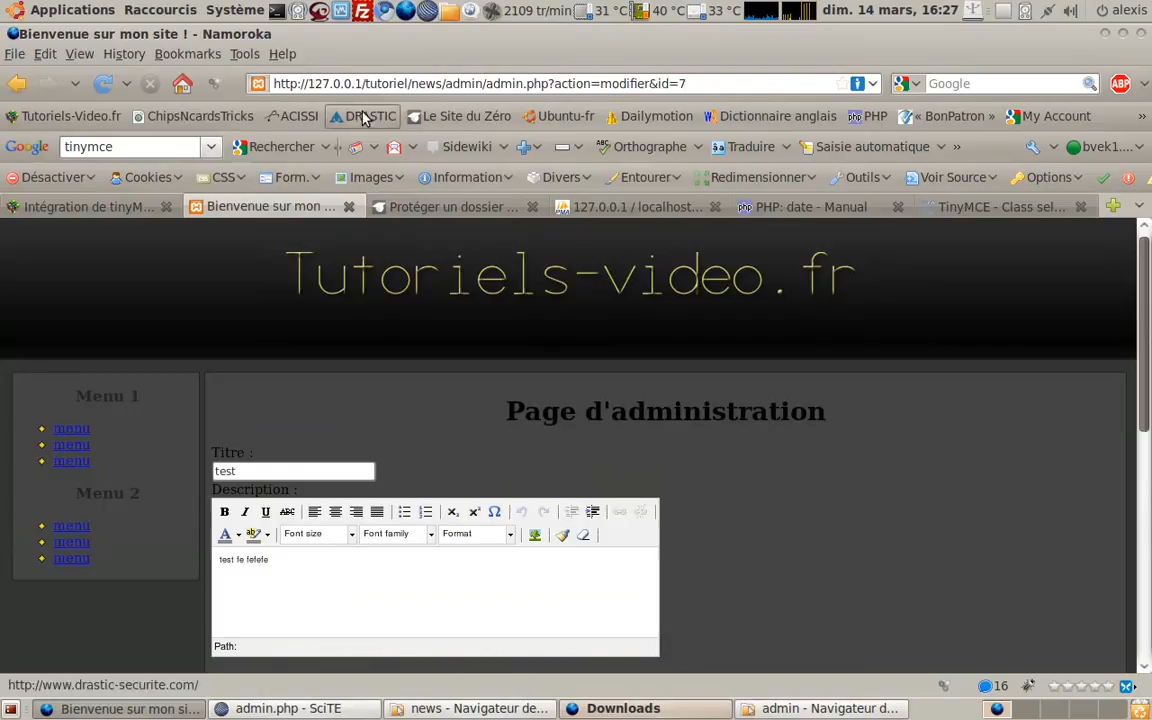 Applications Raccourcis Système 2109 tr/min 31 °C 40 °C 33 °C dim. 14 mars, 16:27 alexis
Bienvenue sur mon site ! - Namoroka
File Edit View History Bookmarks Tools Help
http://127.0.0.1/tutoriel/news/admin/admin.php?action=modifier&id=7 Google ABP
Tutoriels-Video.fr ChipsNcardsTricks ACISSI DRASTIC Le Site du Zéro Ubuntu-fr Dailymotion Dictionnaire anglais PHP « BonPatron » My Account »
Google tinymce Rechercher Sidewiki Orthographe Traduire Saisie automatique » bvek1....
Désactiver Cookies CSS Form. Images Information Divers Entourer Redimensionner Outils Voir Source Options
Intégration de tinyM... Bienvenue sur mon ... Protéger un dossier ... 127.0.0.1 / localhost... PHP: date - Manual TinyMCE - Class sel...
Tutoriels-video.fr
Menu 1
menu
menu
menu
Menu 2
menu
menu
menu
Page d'administration
Titre :
test
Description :
B I U ABC
A ab Font size Font family Format
test fe fefefe
Path:
http://www.drastic-securite.com/ 16
Bienvenue sur mon si... admin.php - SciTE news - Navigateur de... Downloads admin - Navigateur d...